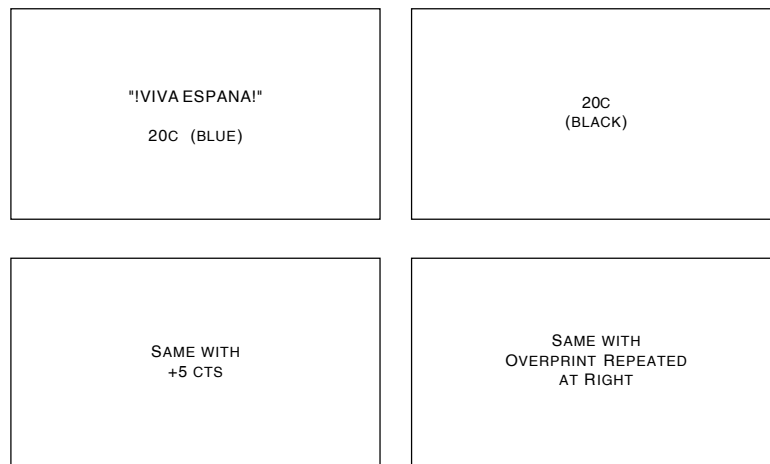 "!VIVA ESPANA!"
20C (BLUE)
20C
(BLACK)
SAME WITH
+5 CTS
SAME WITH
OVERPRINT REPEATED
AT RIGHT